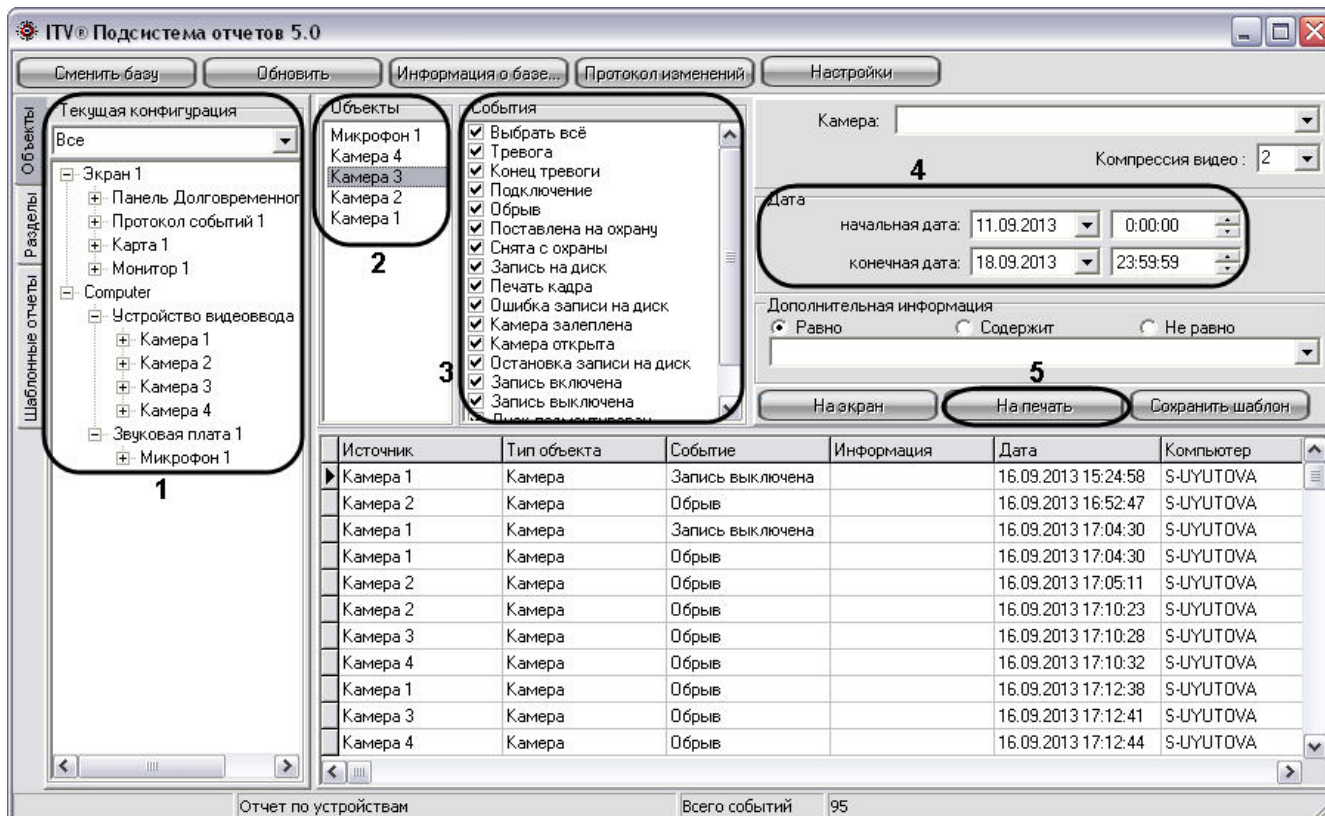 ITV® Подсистема отчетов 5.0
Сменить базу Обновить Информация о базе... Протокол изменений Настройки
Объекты
Разделы
Шаблонные отчеты
Текущая конфигурация
Все
Экран 1
Панель Долговременног
Протокол событий 1
Карта 1
Монитор 1
Computer
Устройство видеоввода
Камера 1
Камера 2
Камера 3
Камера 4
Звуковая плата 1
Микрофон 1
1
Объекты
Микрофон 1
Камера 4
Камера 3
Камера 2
Камера 1
2
События
Выбрать всё
Тревога
Конец тревоги
Подключение
Обрыв
Поставлена на охрану
Снята с охраны
Запись на диск
Печать кадра
Ошибка записи на диск
Камера залеплена
Камера открыта
Остановка записи на диск
Запись включена
Запись выключена
3
Камера:
Компрессия видео : 2
4
Дата
начальная дата: 11.09.2013 0:00:00
конечная дата: 18.09.2013 23:59:59
Дополнительная информация
Равно Содержит Не равно
5
На экран На печать Сохранить шаблон
Источник Тип объекта Событие Информация Дата Компьютер
Камера 1 Камера Запись выключена 16.09.2013 15:24:58 S-UYUTOVA
Камера 2 Камера Обрыв 16.09.2013 16:52:47 S-UYUTOVA
Камера 1 Камера Запись выключена 16.09.2013 17:04:30 S-UYUTOVA
Камера 1 Камера Обрыв 16.09.2013 17:04:30 S-UYUTOVA
Камера 2 Камера Обрыв 16.09.2013 17:05:11 S-UYUTOVA
Камера 2 Камера Обрыв 16.09.2013 17:10:23 S-UYUTOVA
Камера 3 Камера Обрыв 16.09.2013 17:10:28 S-UYUTOVA
Камера 4 Камера Обрыв 16.09.2013 17:10:32 S-UYUTOVA
Камера 1 Камера Обрыв 16.09.2013 17:12:38 S-UYUTOVA
Камера 3 Камера Обрыв 16.09.2013 17:12:41 S-UYUTOVA
Камера 4 Камера Обрыв 16.09.2013 17:12:44 S-UYUTOVA
Отчет по устройствам Всего событий 95